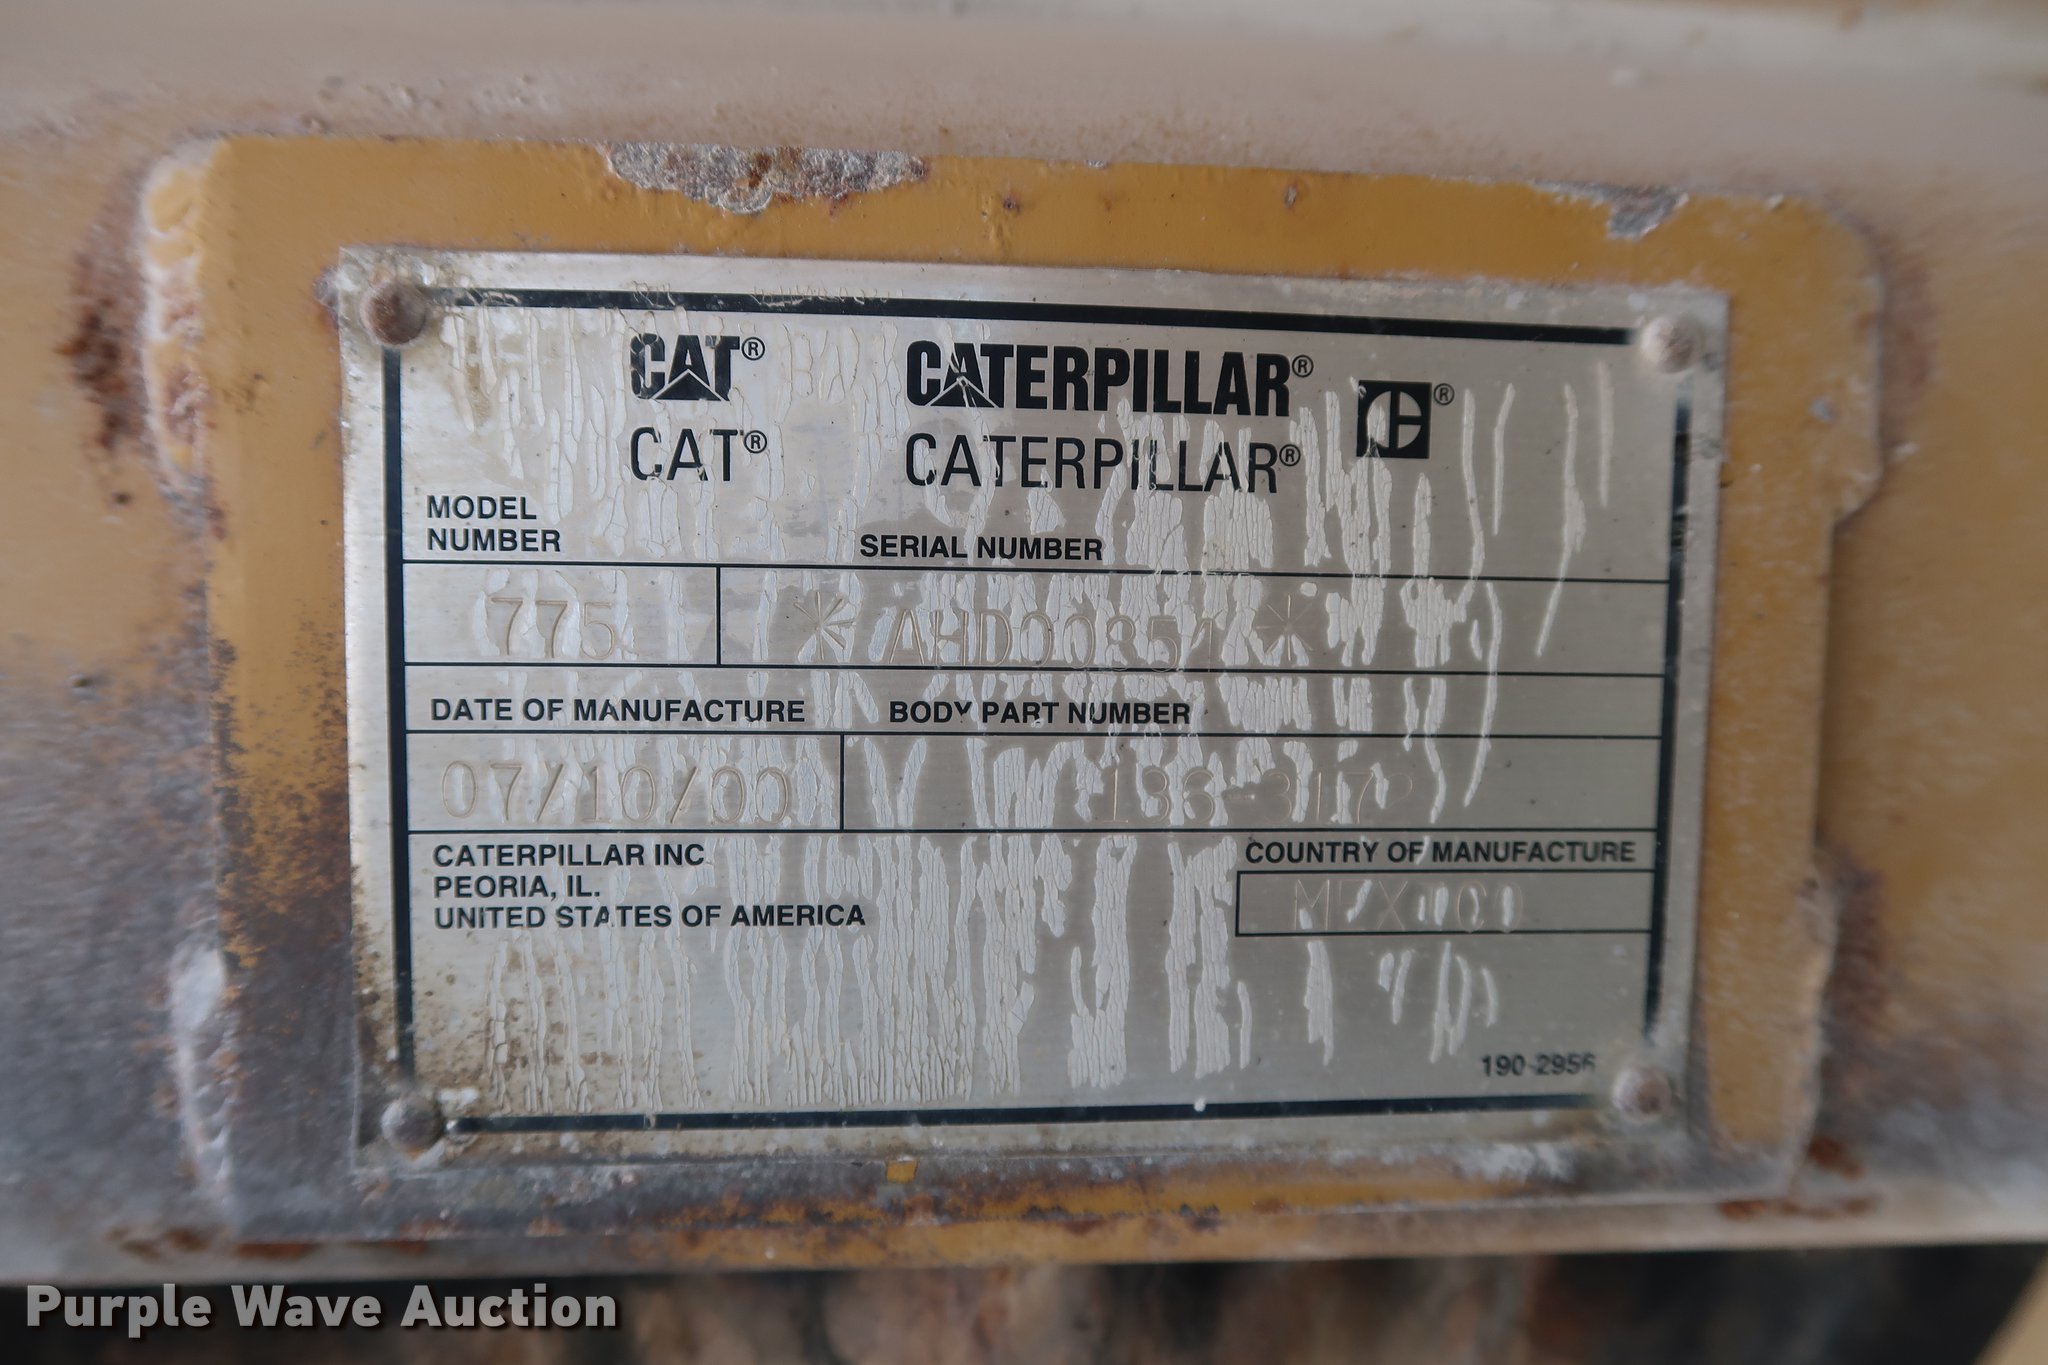 CAT® CATERPILLAR® ®
CAT® CATERPILLAR®
MODEL
NUMBER
SERIAL NUMBER
775 *AHD00351*
DATE OF MANUFACTURE BODY PART NUMBER
07/10/00
CATERPILLAR INC
PEORIA, IL.
UNITED STATES OF AMERICA
COUNTRY OF MANUFACTURE
MEXICO
190-2956
Purple Wave Auction